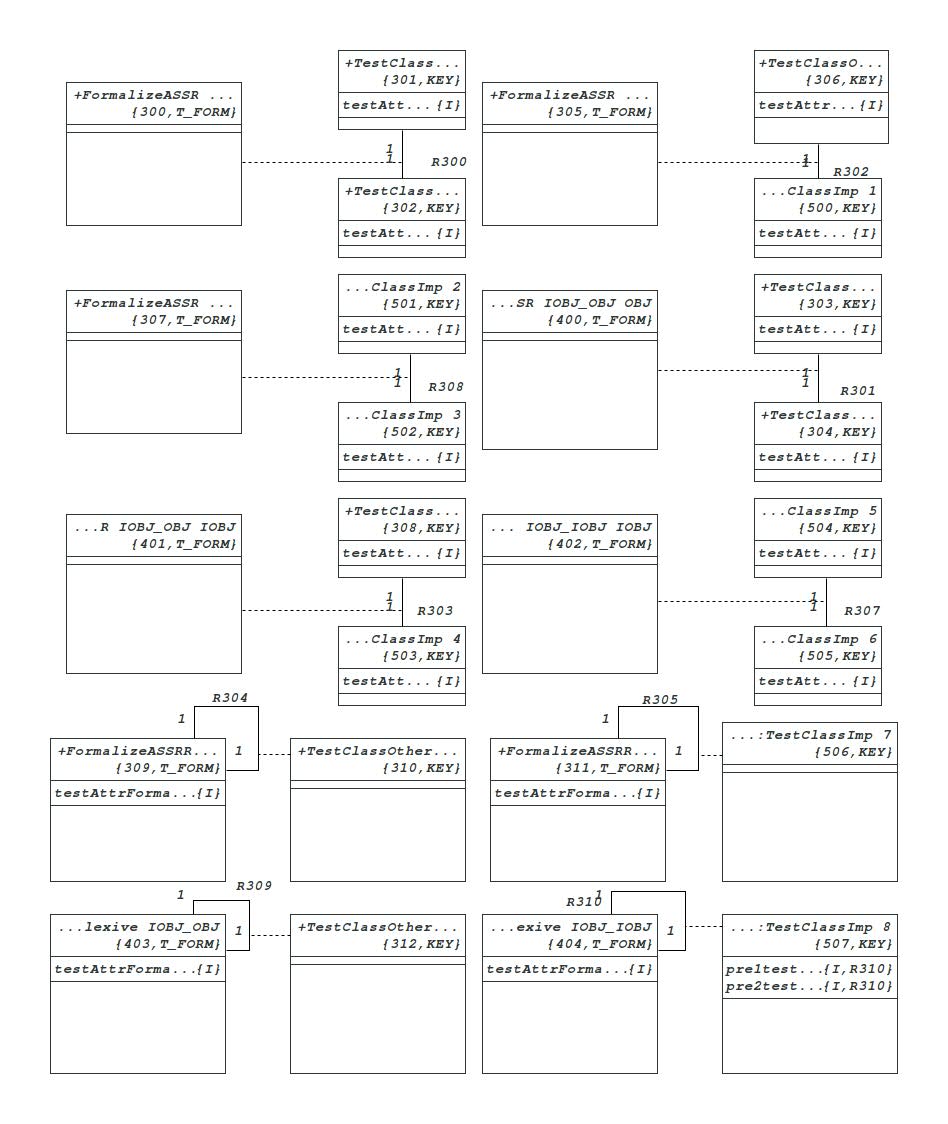 +TestClass...
{301,KEY}
testAtt... {I}
+FormalizeASSR ...
{300,T_FORM}
1
1
R300
+TestClass...
{302,KEY}
testAtt... {I}
+TestClassO...
{306,KEY}
testAttr... {I}
+FormalizeASSR ...
{305,T_FORM}
1
1
R302
...ClassImp 1
{500,KEY}
testAtt... {I}
...ClassImp 2
{501,KEY}
testAtt... {I}
+FormalizeASSR ...
{307,T_FORM}
1
1
R308
...ClassImp 3
{502,KEY}
testAtt... {I}
+TestClass...
{303,KEY}
testAtt... {I}
...SR IOBJ_OBJ OBJ
{400,T_FORM}
1
1
R301
+TestClass...
{304,KEY}
testAtt... {I}
+TestClass...
{308,KEY}
testAtt... {I}
...R IOBJ_OBJ IOBJ
{401,T_FORM}
1
1
R303
...ClassImp 4
{503,KEY}
testAtt... {I}
...ClassImp 5
{504,KEY}
testAtt... {I}
... IOBJ_IOBJ IOBJ
{402,T_FORM}
1
1
R307
...ClassImp 6
{505,KEY}
testAtt... {I}
R304
1
+FormalizeASSRR...
{309,T_FORM}
testAttrForma...{I}
1
+TestClassOther...
{310,KEY}
R305
1
+FormalizeASSRR...
{311,T_FORM}
testAttrForma...{I}
1
...:TestClassImp 7
{506,KEY}
R309
1
...lexive IOBJ_OBJ
{403,T_FORM}
testAttrForma...{I}
1
+TestClassOther...
{312,KEY}
1
R310
...exive IOBJ_IOBJ
{404,T_FORM}
testAttrForma...{I}
1
...:TestClassImp 8
{507,KEY}
pre1test...{I,R310}
pre2test...{I,R310}